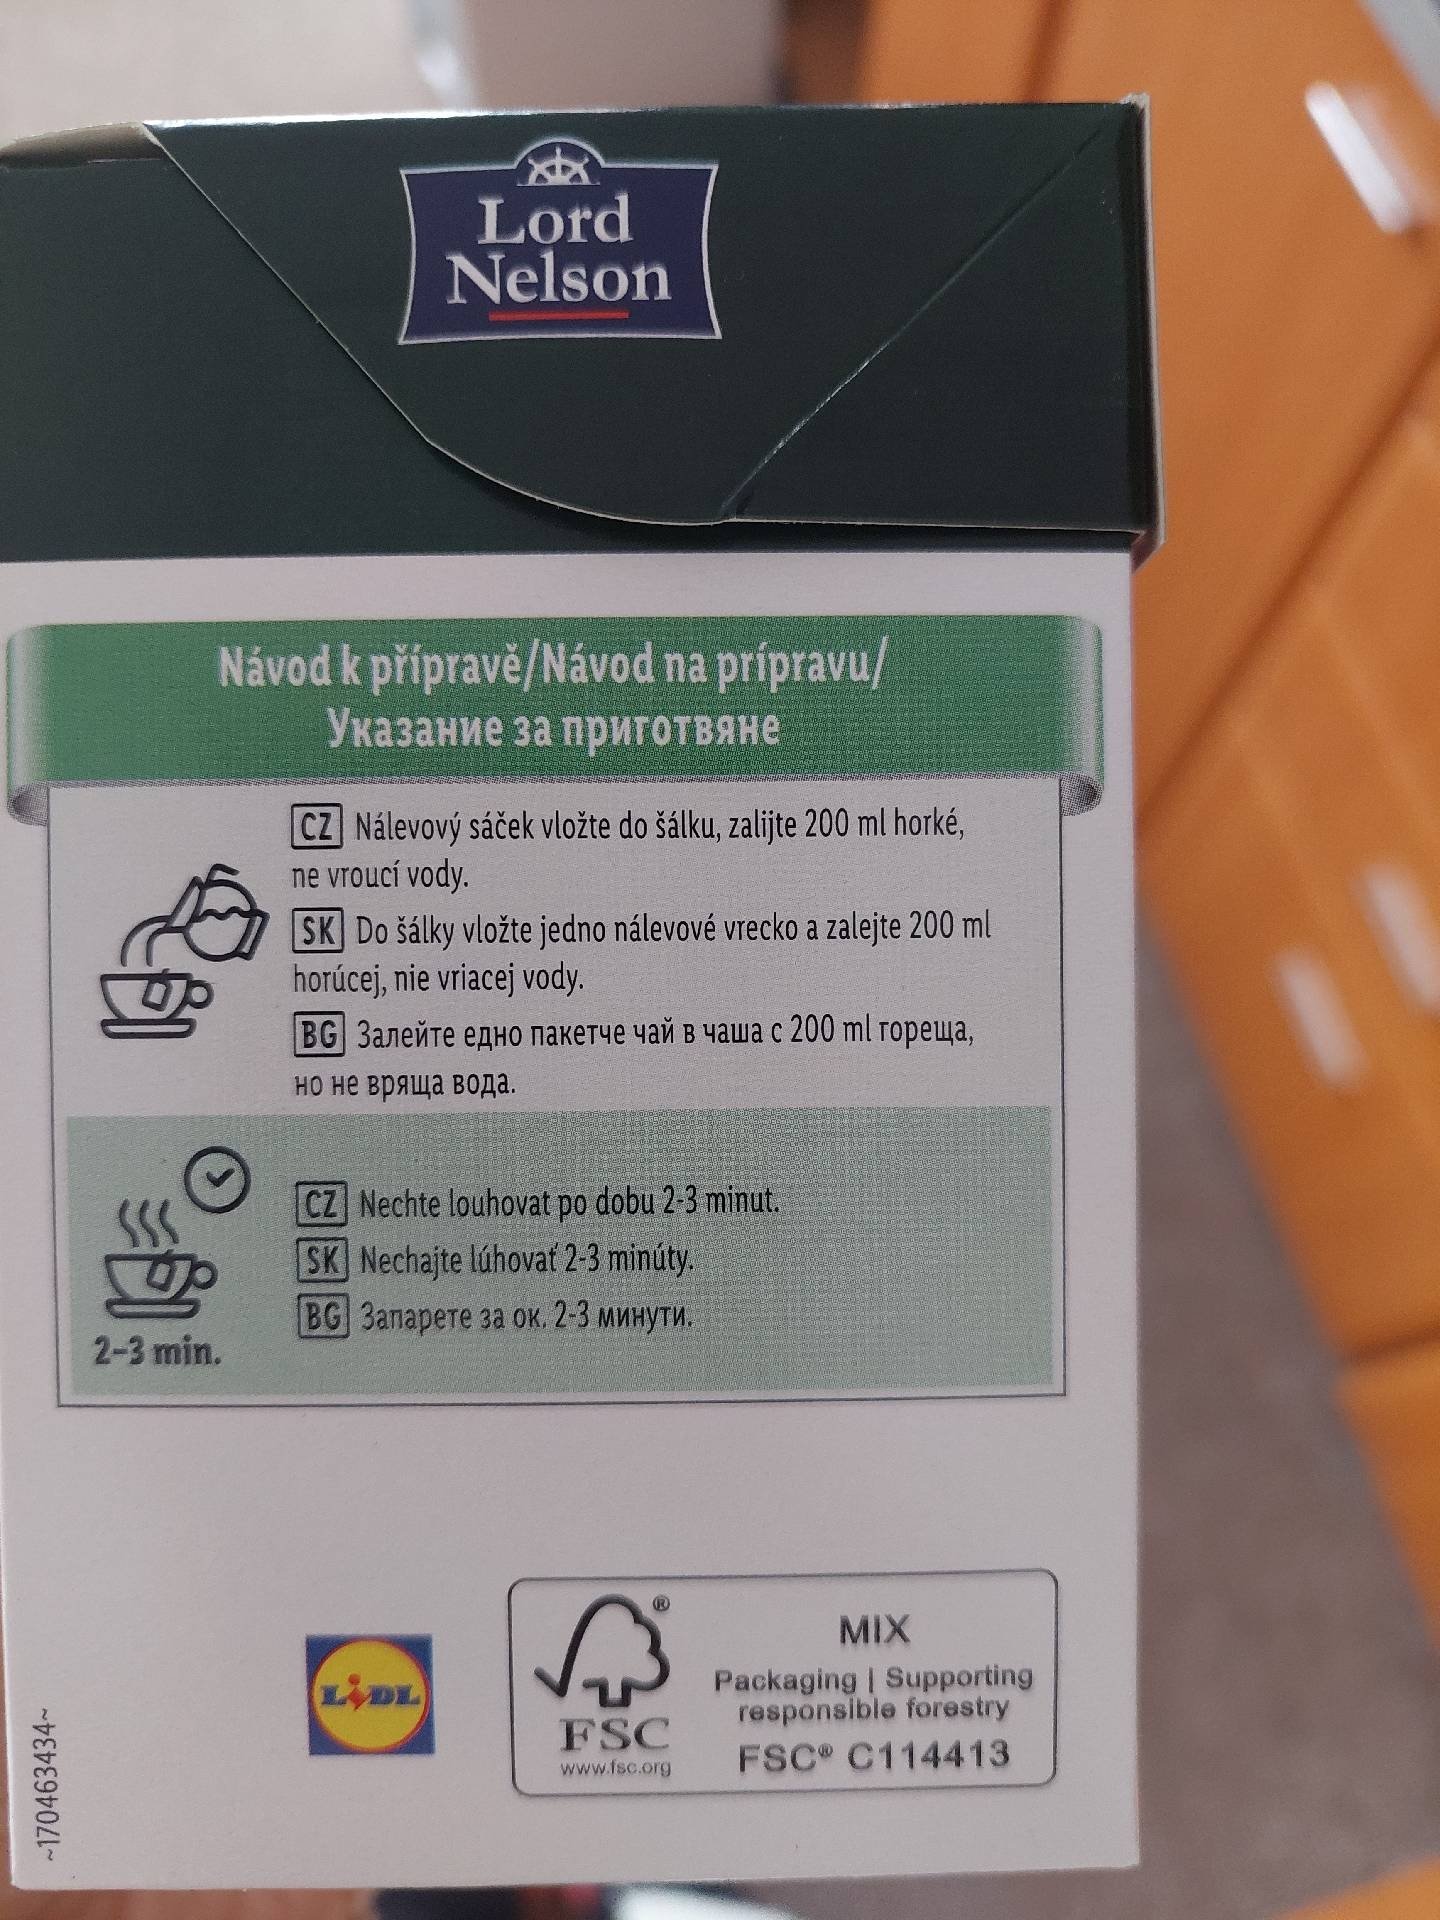 Lord
Nelson
Návod k přípravě/Návod na prípravu/
Указание за приготвяне
CZ Nálevový sáček vložte do šálku, zalijte 200 ml horké,
ne vroucí vody.
SK Do šálky vložte jedno nálevové vrecko a zalejte 200 ml
horúcej, nie vriacej vody.
BG Залейте едно пакетче чай в чаша с 200 ml гореща,
но не вряща вода.
CZ Nechte louhovat po dobu 2-3 minut.
SK Nechajte lúhovať 2-3 minúty.
BG Запарете за ок. 2-3 минути.
2-3 min.
LIDL
®
FSC
www.fsc.org
MIX
Packaging | Supporting
responsible forestry
FSC® C114413
~170463434~